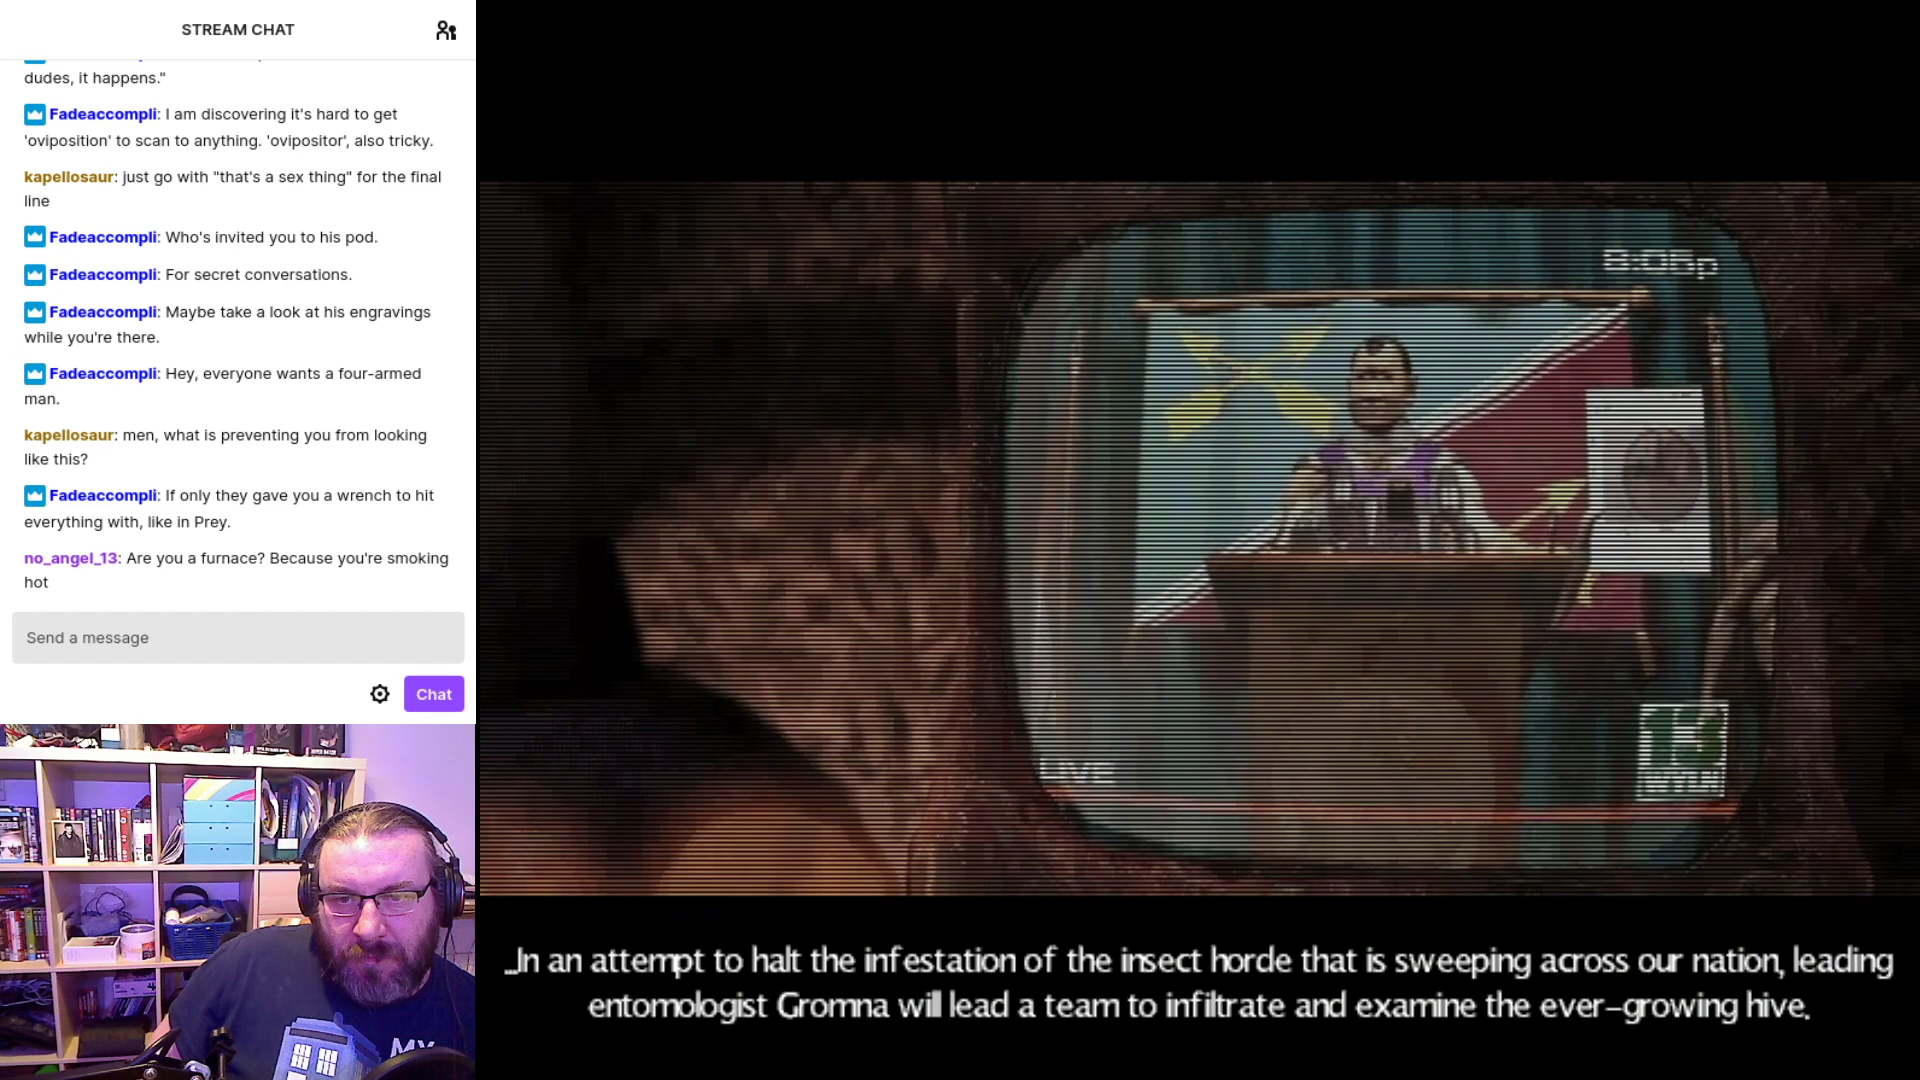 STREAM CHAT
dudes, it happens."
Fadeaccompli: I am discovering it's hard to get
'oviposition' to scan to anything. 'ovipositor', also tricky.
kapellosaur: just go with "that's a sex thing" for the final
line
Fadeaccompli: Who's invited you to his pod.
Fadeaccompli: For secret conversations.
Fadeaccompli: Maybe take a look at his engravings
while you're there.
Fadeaccompli: Hey, everyone wants a four-armed
man.
kapellosaur: men, what is preventing you from looking
like this?
Fadeaccompli: If only they gave you a wrench to hit
everything with, like in Prey.
no_angel_13: Are you a furnace? Because you're smoking
hot
Send a message
Chat
LIVE
MY
...In an attempt to halt the infestation of the insect horde that is sweeping across our nation, leading
entomologist Gromna will lead a team to infiltrate and examine the ever-growing hive.